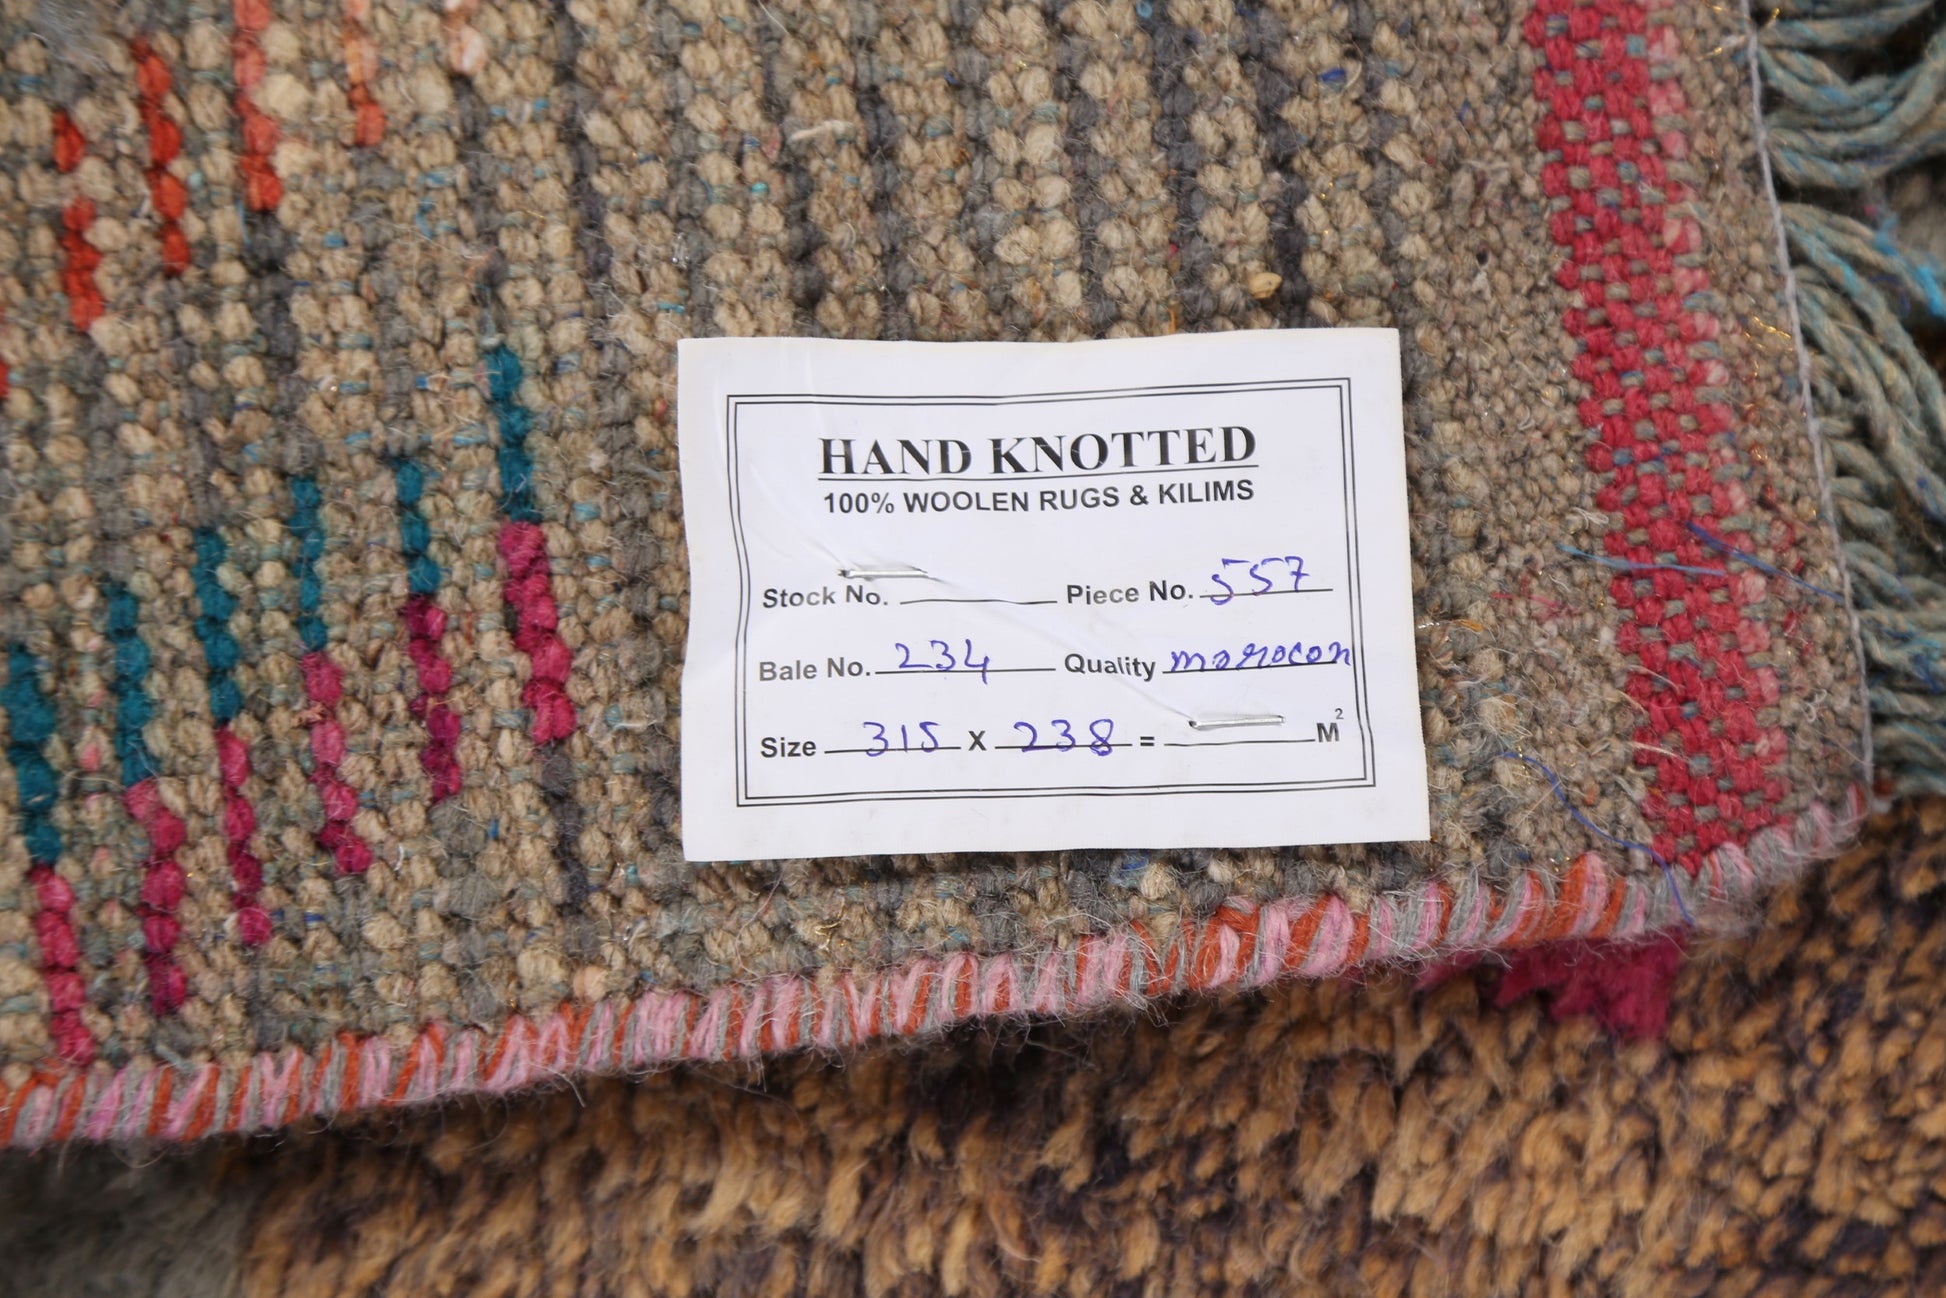 HAND KNOTTED
100% WOOLEN RUGS & KILIMS
Stock No. Piece No. 557
Bale No. 234 Quality morocon
Size 315 X 238 = M²